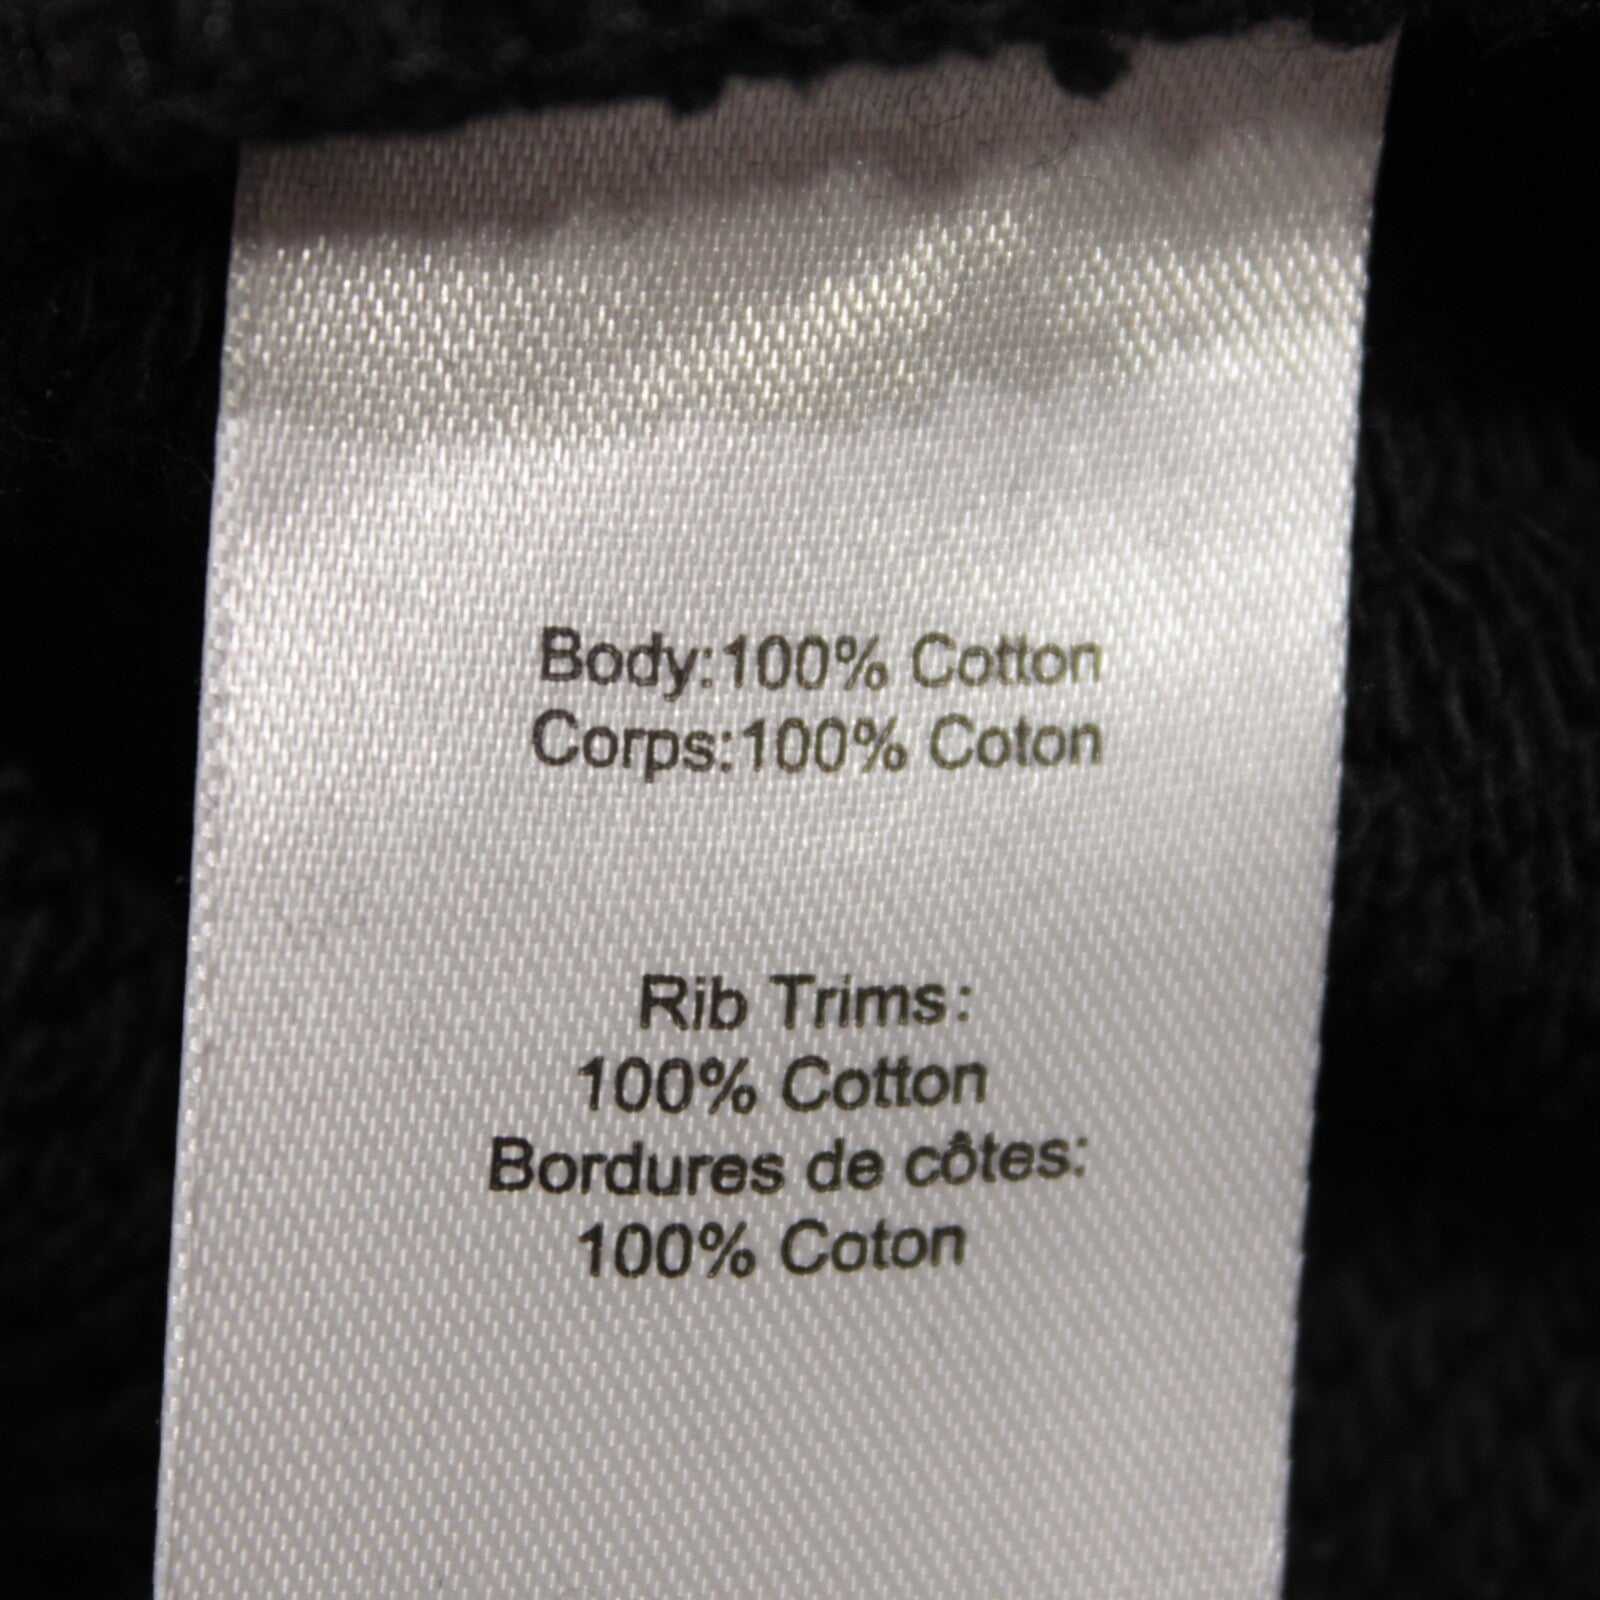 Body:100% Cotton
Corps:100% Coton
Rib Trims:
100% Cotton
Bordures de côtes:
100% Coton